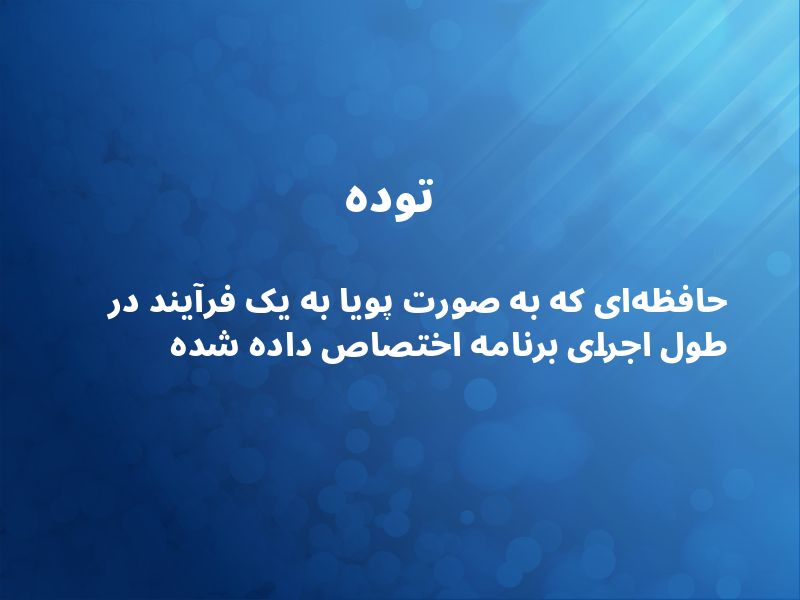 توده
حافظه‌ای که به صورت پویا به یک فرآیند در
طول اجرای برنامه اختصاص داده شده